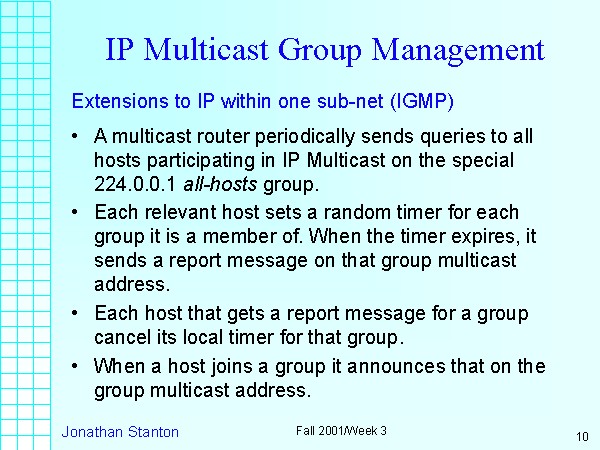 IP Multicast Group Management
Extensions to IP within one sub-net (IGMP)
• A multicast router periodically sends queries to all
hosts participating in IP Multicast on the special
224.0.0.1 all-hosts group.
• Each relevant host sets a random timer for each
group it is a member of. When the timer expires, it
sends a report message on that group multicast
address.
• Each host that gets a report message for a group
cancel its local timer for that group.
• When a host joins a group it announces that on the
group multicast address.
Jonathan Stanton
Fall 2001/Week 3
10